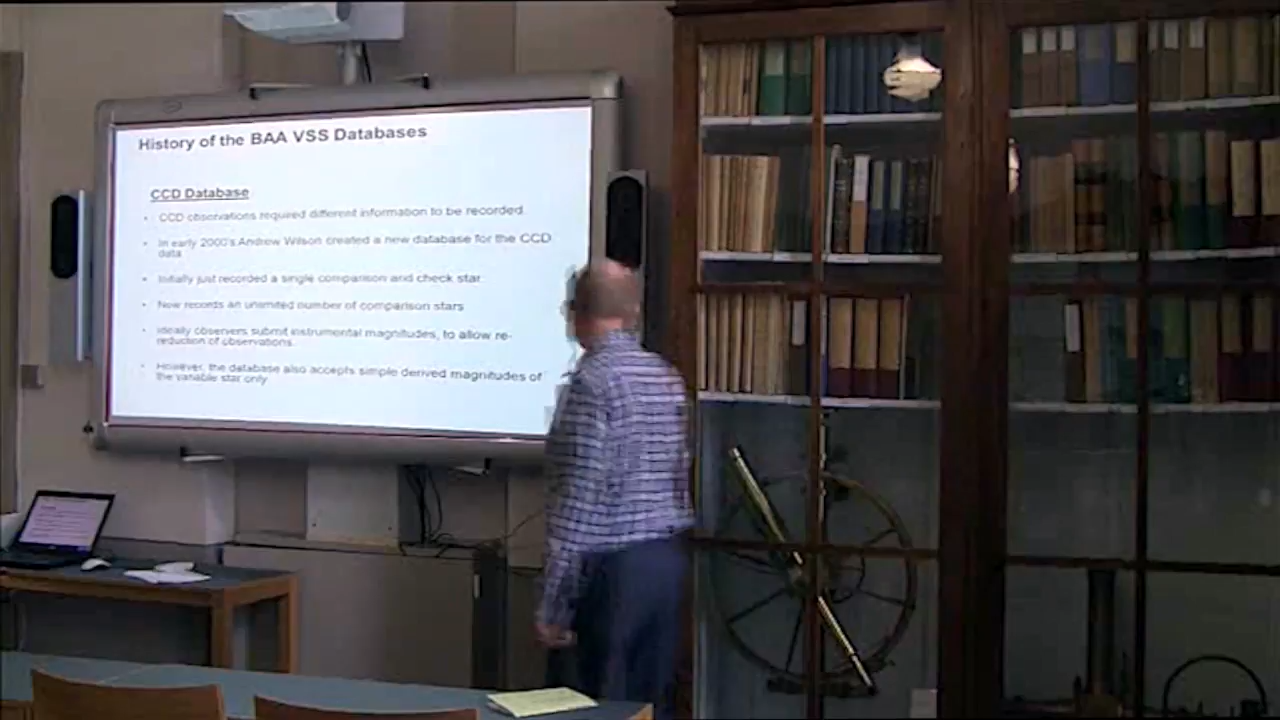 History of the BAA VSS Databases
CCD Database
• CCD observations required different information to be recorded.
• In early 2000's Andrew Wilson created a new database for the CCD
data
• Initially just recorded a single comparison and check star.
• Now records an unlimited number of comparison stars
• Ideally observers submit instrumental magnitudes, to allow re-
reduction of observations.
• However, the database also accepts simple derived magnitudes of
the variable star only